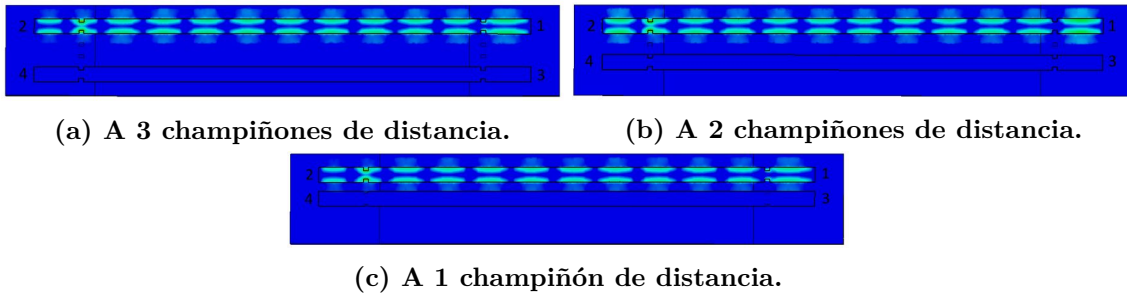 2 1 2 1
4 3 4 3
(a) A 3 champiñones de distancia. (b) A 2 champiñones de distancia.
2 1
4 3
(c) A 1 champiñón de distancia.